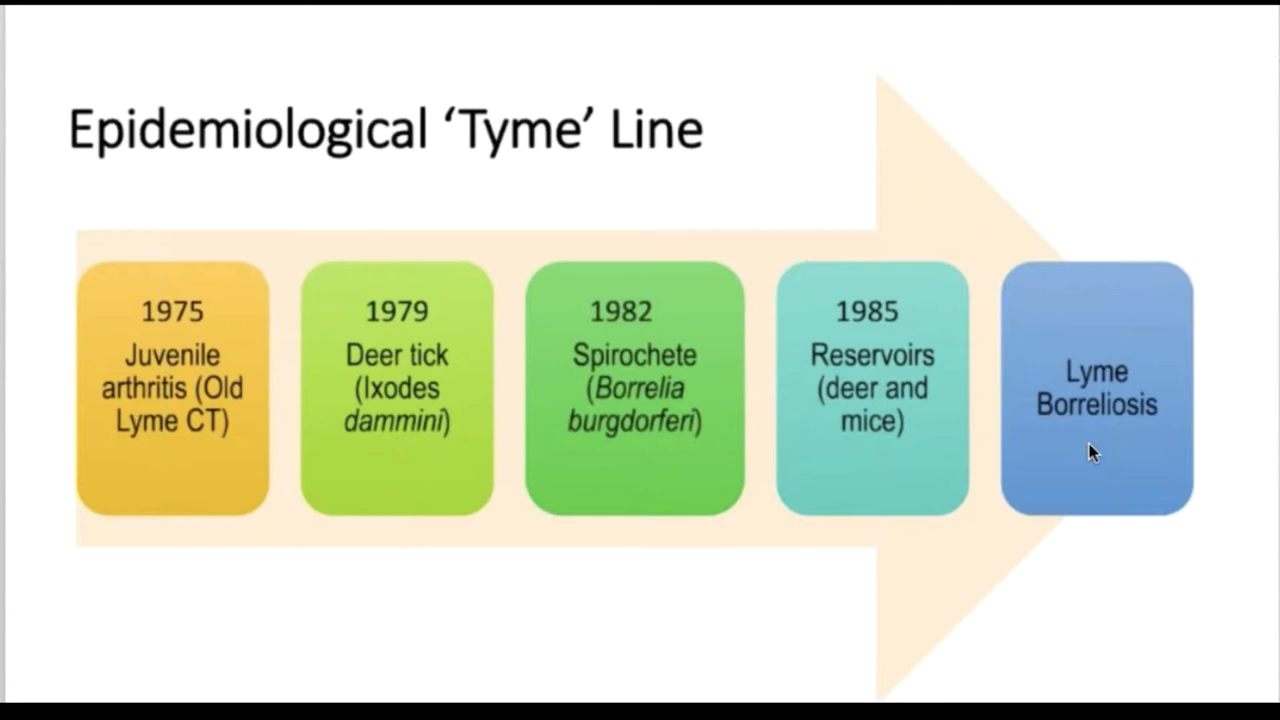 Epidemiological ‘Tyme’ Line
1975
Juvenile
arthritis (Old
Lyme CT)
1979
Deer tick
(Ixodes
dammini)
1982
Spirochete
(Borrelia
burgdorferi)
1985
Reservoirs
(deer and
mice)
Lyme
Borreliosis